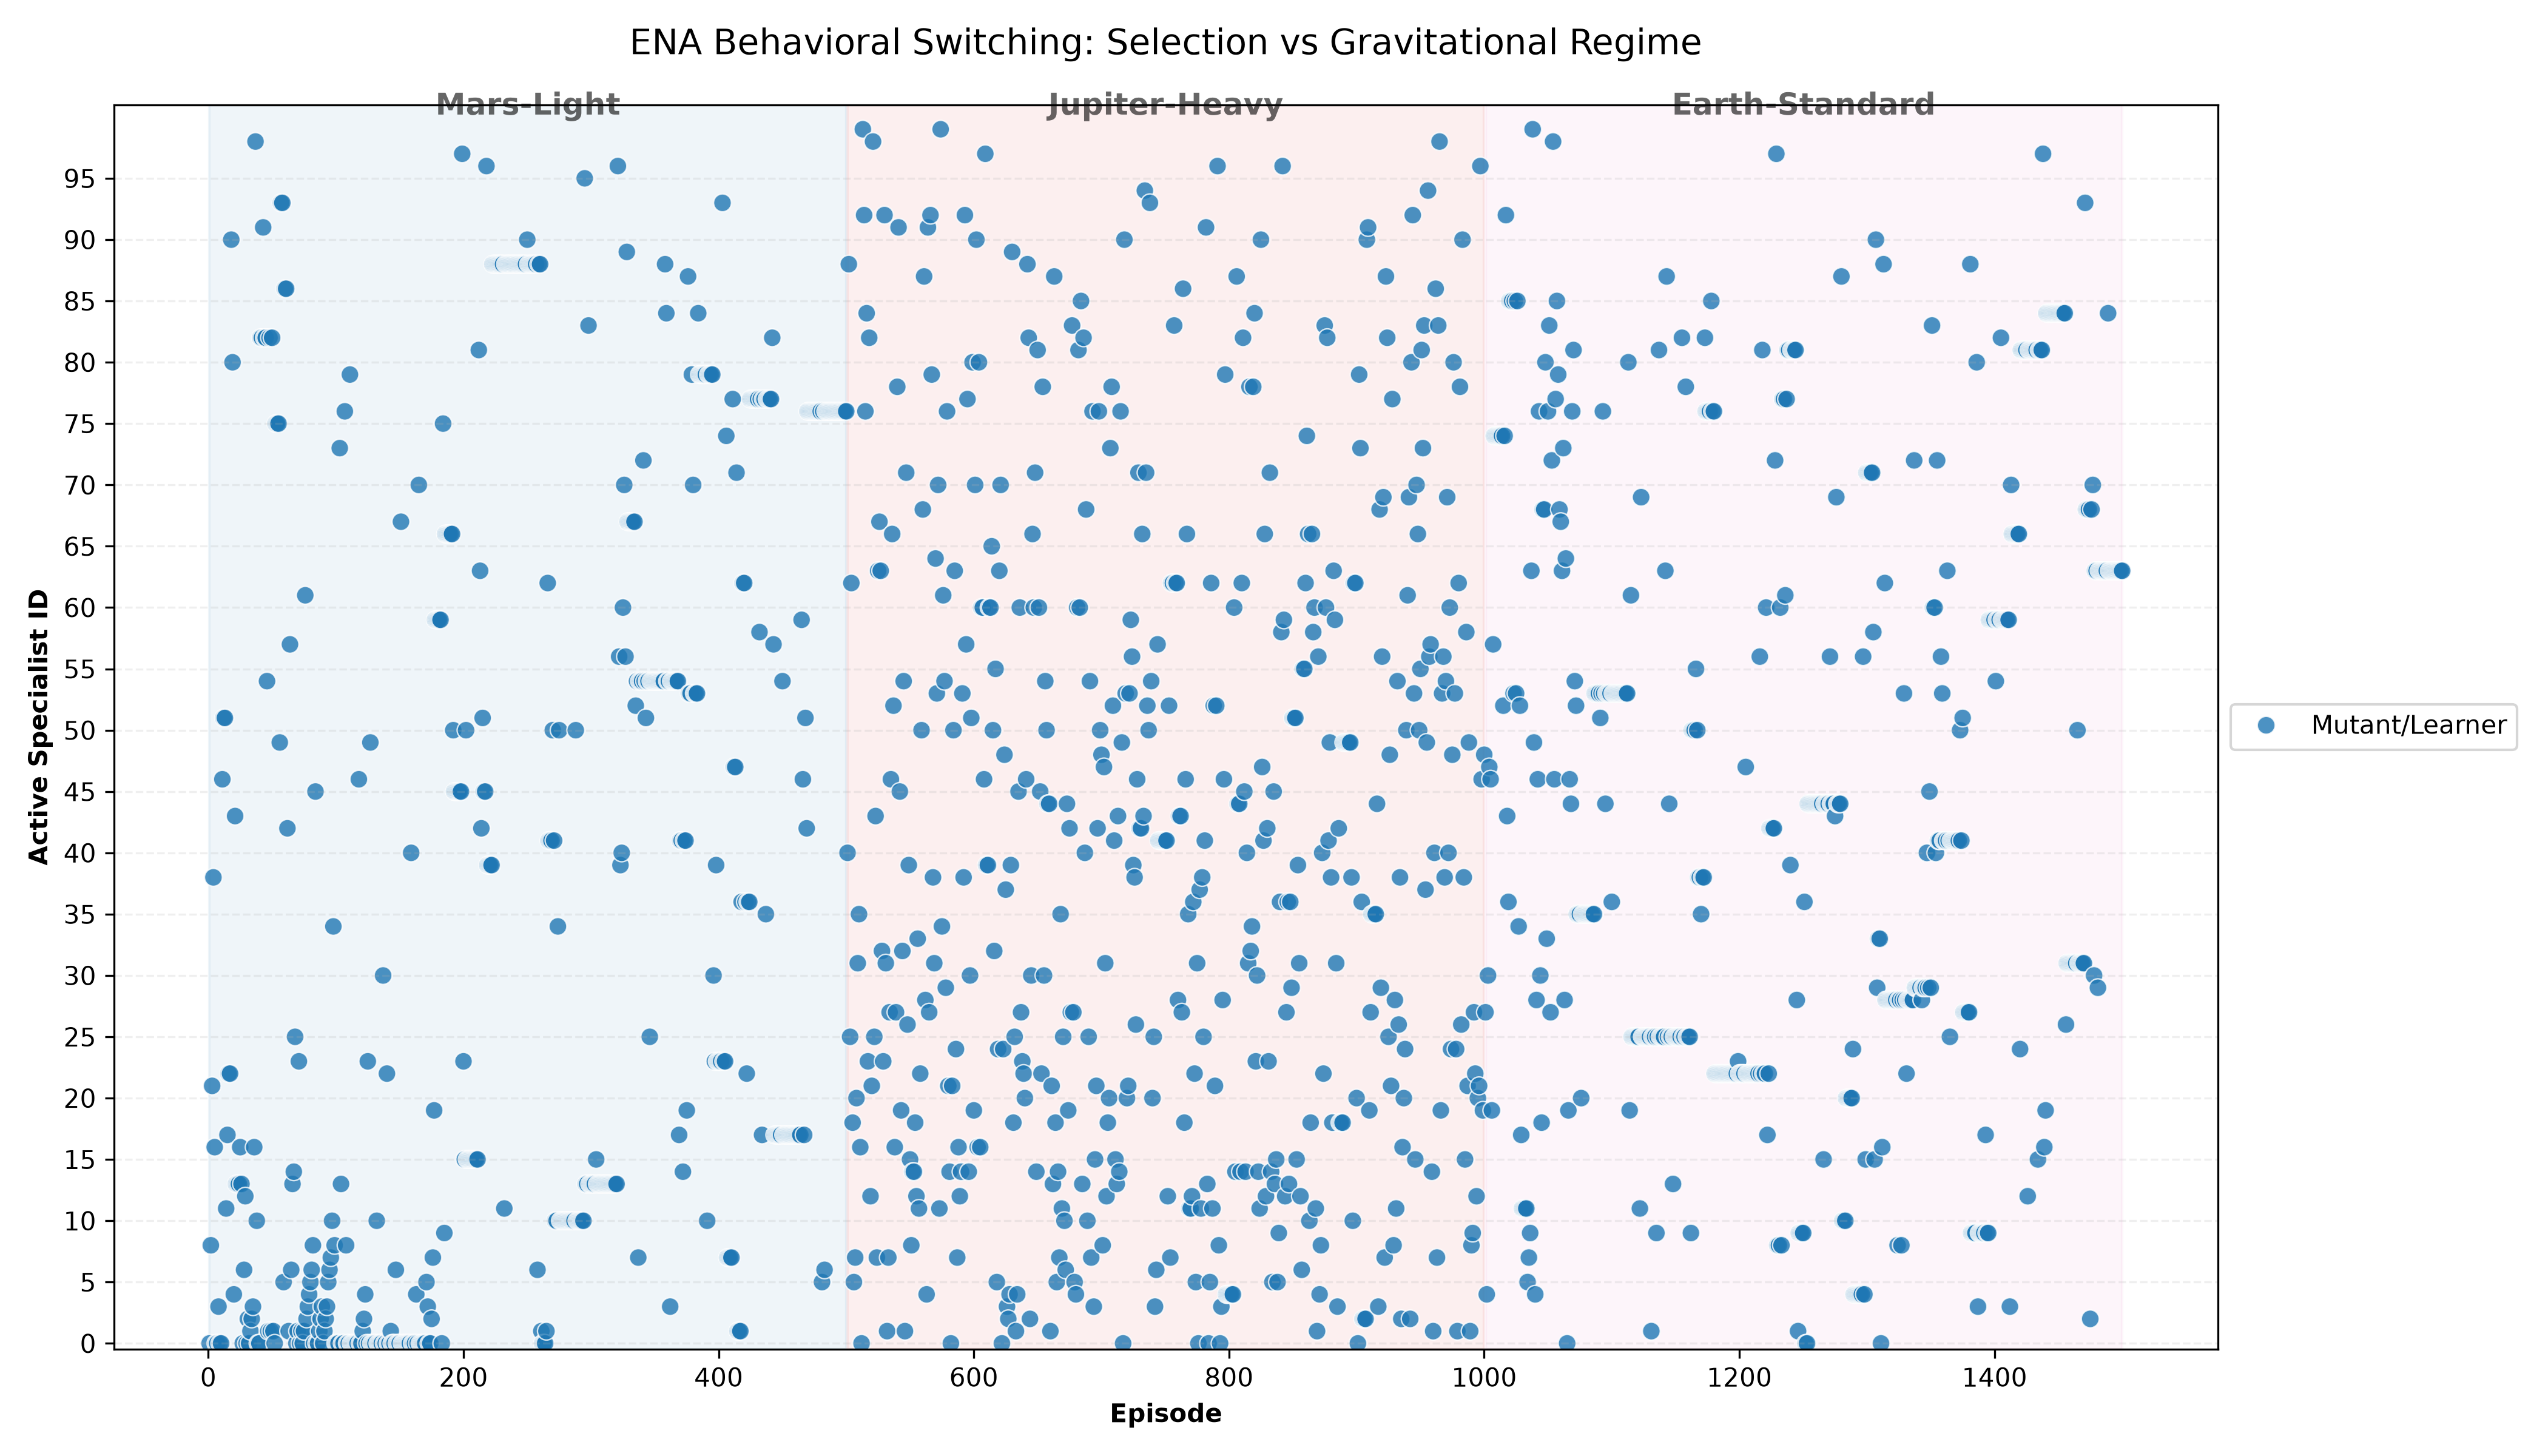 ENA Behavioral Switching: Selection vs Gravitational Regime
Mars-Light
Jupiter-Heavy
Earth-Standard
95
90
85
80
75
70
65
60
55
50
45
40
35
30
25
20
15
10
5
0
Active Specialist ID
Mutant/Learner
0 200 400 600 800 1000 1200 1400
Episode